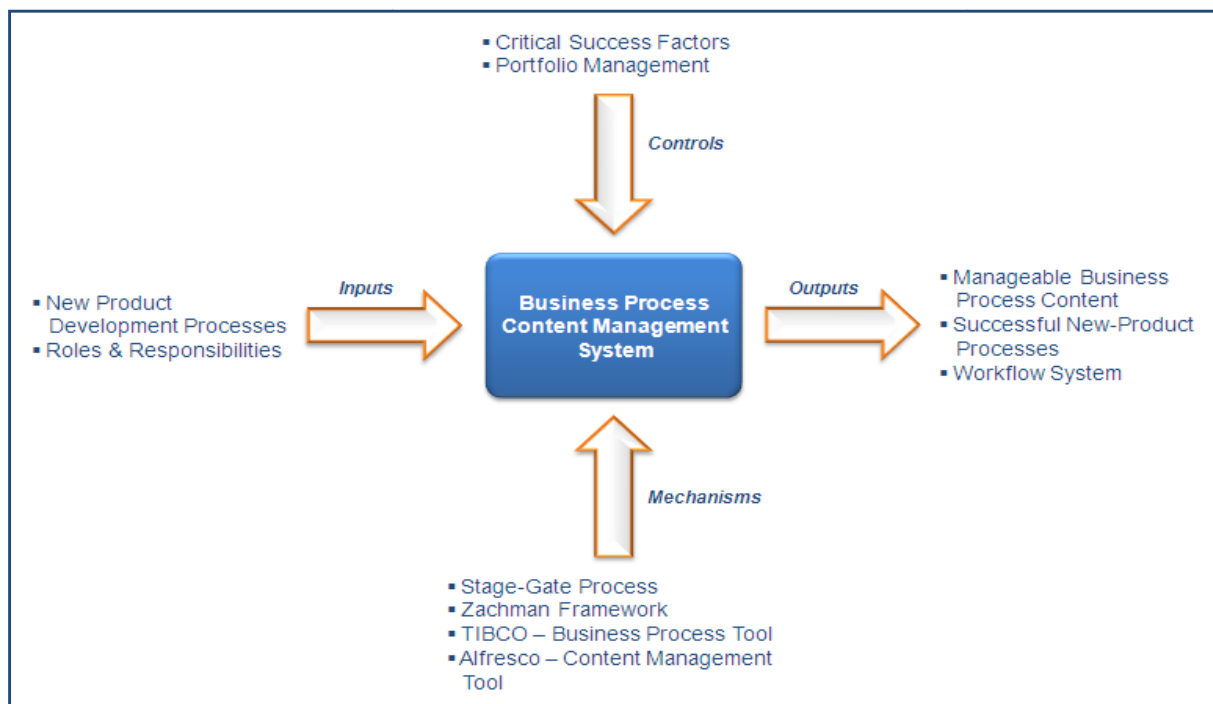 ▪ Critical Success Factors
▪ Portfolio Management
Controls
▪ New Product
Development Processes
▪ Roles & Responsibilities
Inputs
Business Process
Content Management
System
Outputs
▪ Manageable Business
Process Content
▪ Successful New-Product
Processes
▪ Workflow System
Mechanisms
▪ Stage-Gate Process
▪ Zachman Framework
▪ TIBCO – Business Process Tool
▪ Alfresco – Content Management
Tool